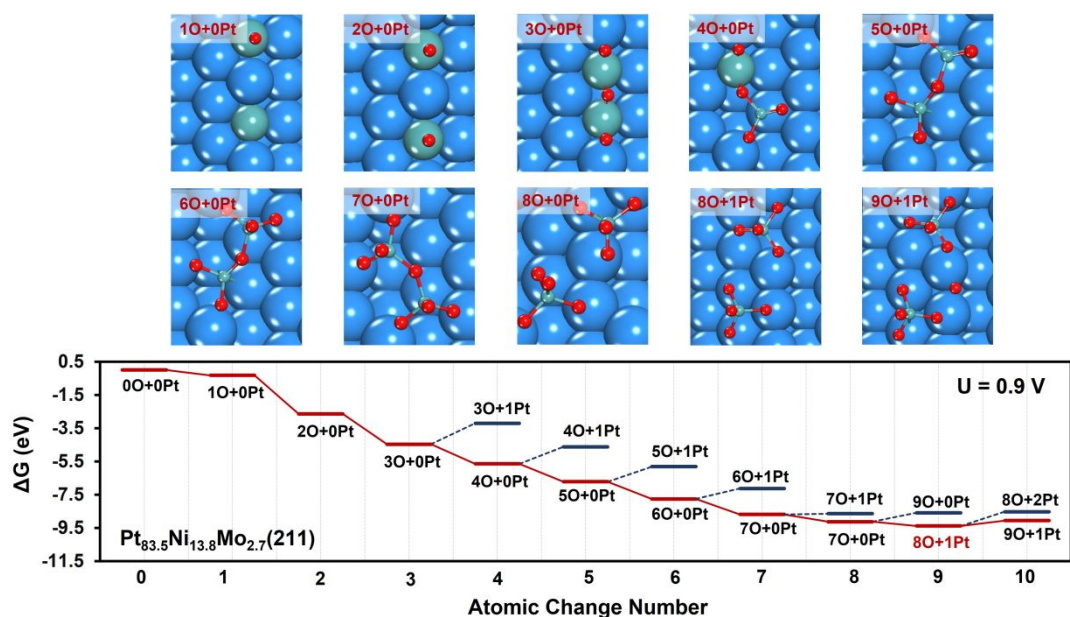 1O+0Pt
2O+0Pt
3O+0Pt
4O+0Pt
5O+0Pt
6O+0Pt
7O+0Pt
8O+0Pt
8O+1Pt
9O+1Pt
ΔG (eV)
0.5
-1.5
-3.5
-5.5
-7.5
-9.5
-11.5
U = 0.9 V
0O+0Pt
1O+0Pt
2O+0Pt
3O+0Pt
3O+1Pt
4O+0Pt
4O+1Pt
5O+0Pt
5O+1Pt
6O+0Pt
6O+1Pt
7O+0Pt
7O+1Pt
7O+0Pt
9O+0Pt
8O+1Pt
8O+2Pt
9O+1Pt
Pt83.5Ni13.8Mo2.7(211)
0 1 2 3 4 5 6 7 8 9 10
Atomic Change Number